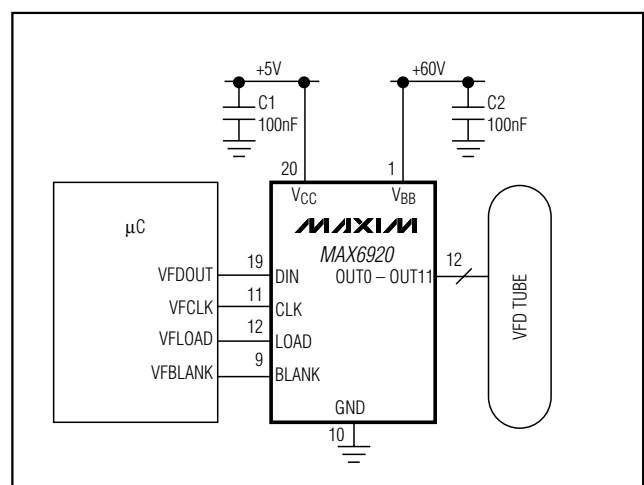 +5V
+60V
C1
100nF
C2
100nF
20
1
VCC
VBB
μC
MAXIM
MAX6920
12
VFDOUT
19
DIN
OUT0 – OUT11
VFCLK
11
CLK
VFLOAD
12
LOAD
VFBLANK
9
BLANK
VFD TUBE
GND
10